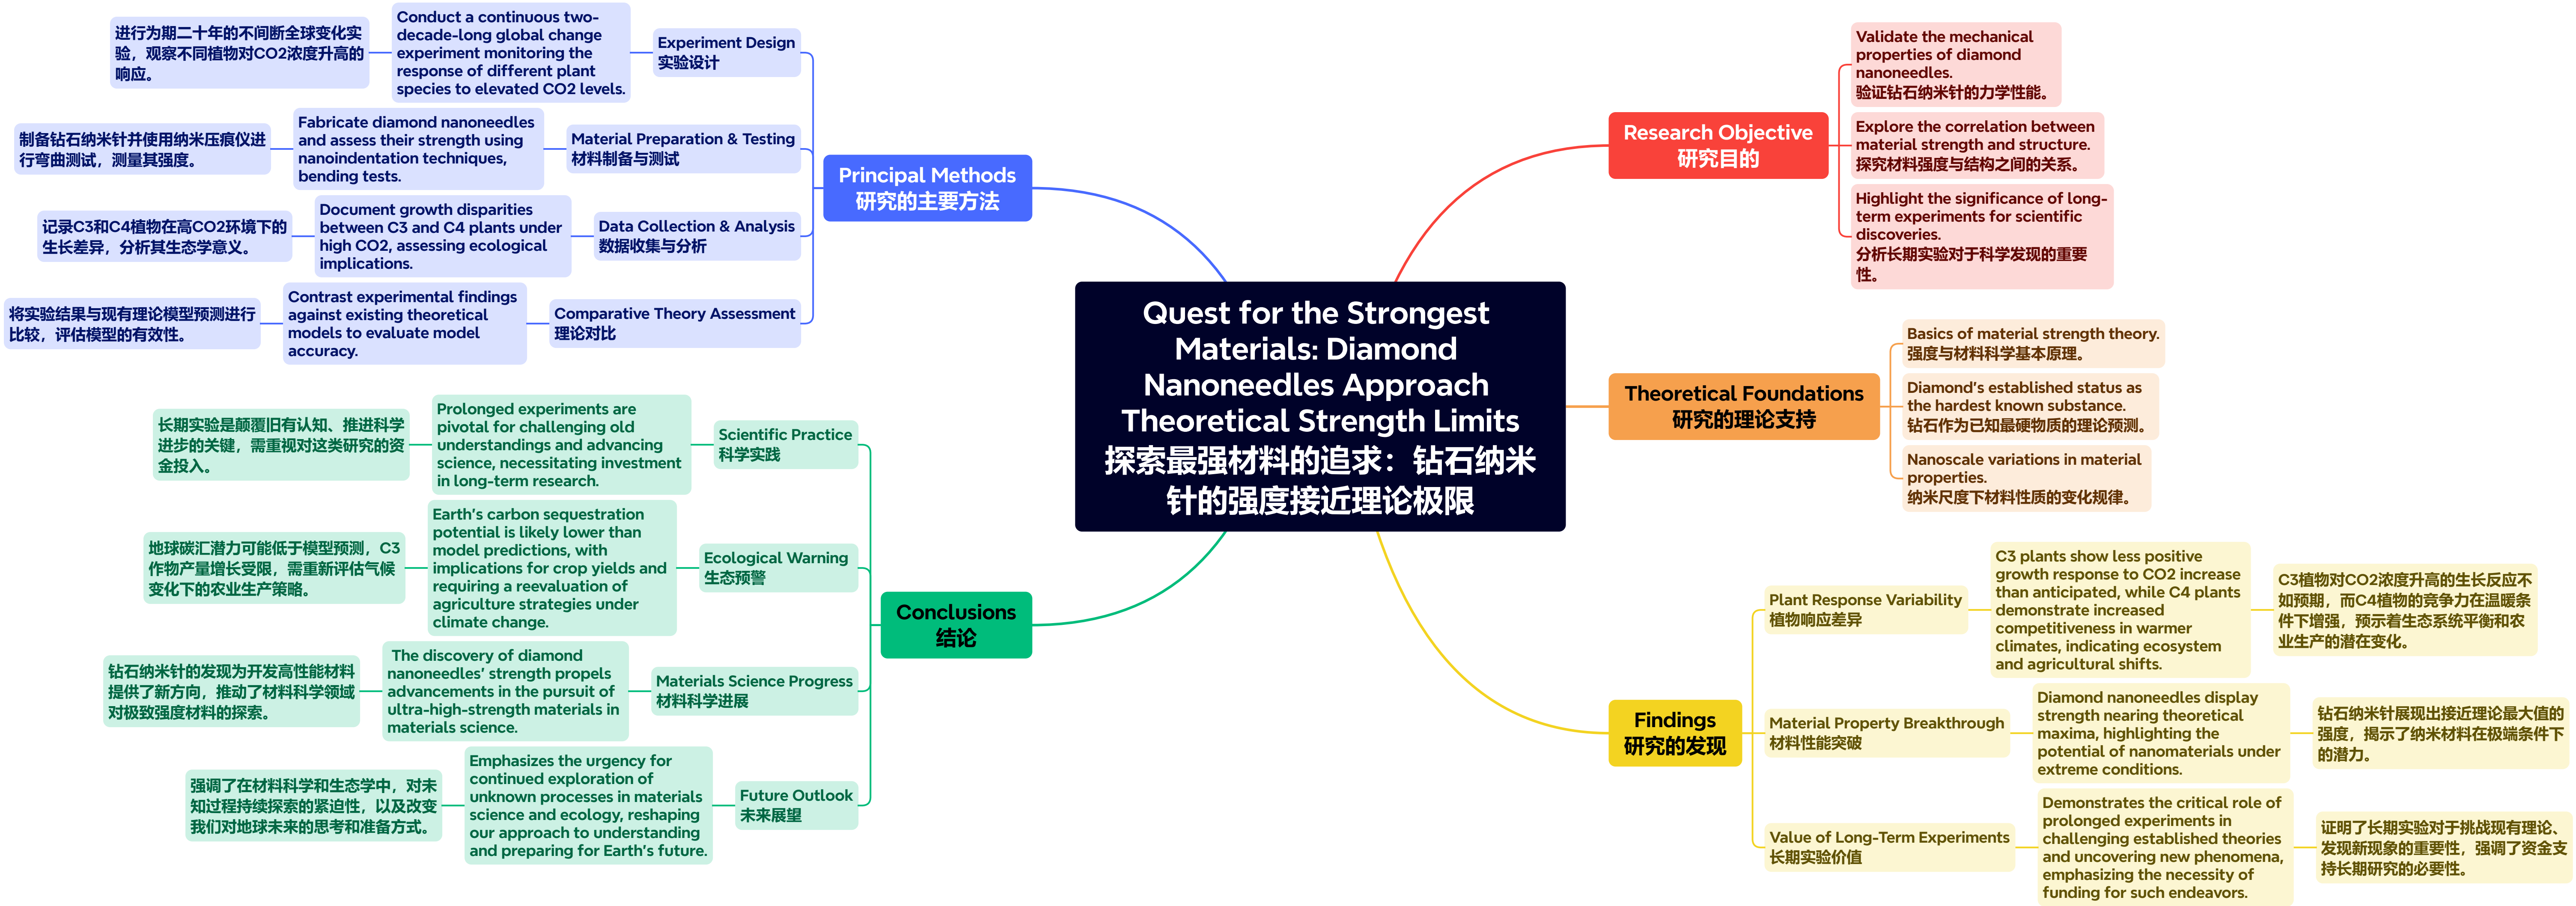 Quest for the Strongest
Materials: Diamond
Nanoneedles Approach
Theoretical Strength Limits
探索最强材料的追求：钻石纳米
针的强度接近理论极限
Research Objective
研究目的
Validate the mechanical
properties of diamond
nanoneedles.
验证钻石纳米针的力学性能。
Explore the correlation between
material strength and structure.
探究材料强度与结构之间的关系。
Highlight the significance of long-
term experiments for scientific
discoveries.
分析长期实验对于科学发现的重要
性。
Theoretical Foundations
研究的理论支持
Basics of material strength theory.
强度与材料科学基本原理。
Diamond's established status as
the hardest known substance.
钻石作为已知最硬物质的理论预测。
Nanoscale variations in material
properties.
纳米尺度下材料性质的变化规律。
Findings
研究的发现
Plant Response Variability
植物响应差异
C3 plants show less positive
growth response to CO2 increase
than anticipated, while C4 plants
demonstrate increased
competitiveness in warmer
climates, indicating ecosystem
and agricultural shifts.
C3植物对CO2浓度升高的生长反应不
如预期，而C4植物的竞争力在温暖条
件下增强，预示着生态系统平衡和农
业生产的潜在变化。
Material Property Breakthrough
材料性能突破
Diamond nanoneedles display
strength nearing theoretical
maxima, highlighting the
potential of nanomaterials under
extreme conditions.
钻石纳米针展现出接近理论最大值的
强度，揭示了纳米材料在极端条件下
的潜力。
Value of Long-Term Experiments
长期实验价值
Demonstrates the critical role of
prolonged experiments in
challenging established theories
and uncovering new phenomena,
emphasizing the necessity of
funding for such endeavors.
证明了长期实验对于挑战现有理论、
发现新现象的重要性，强调了资金支
持长期研究的必要性。
Principal Methods
研究的主要方法
Experiment Design
实验设计
Conduct a continuous two-
decade-long global change
experiment monitoring the
response of different plant
species to elevated CO2 levels.
进行为期二十年的不间断全球变化实
验，观察不同植物对CO2浓度升高的
响应。
Material Preparation & Testing
材料制备与测试
Fabricate diamond nanoneedles
and assess their strength using
nanoindentation techniques,
bending tests.
制备钻石纳米针并使用纳米压痕仪进
行弯曲测试，测量其强度。
Data Collection & Analysis
数据收集与分析
Document growth disparities
between C3 and C4 plants under
high CO2, assessing ecological
implications.
记录C3和C4植物在高CO2环境下的
生长差异，分析其生态学意义。
Comparative Theory Assessment
理论对比
Contrast experimental findings
against existing theoretical
models to evaluate model
accuracy.
将实验结果与现有理论模型预测进行
比较，评估模型的有效性。
Conclusions
结论
Scientific Practice
科学实践
Prolonged experiments are
pivotal for challenging old
understandings and advancing
science, necessitating investment
in long-term research.
长期实验是颠覆旧有认知、推进科学
进步的关键，需重视对这类研究的资
金投入。
Ecological Warning
生态预警
Earth's carbon sequestration
potential is likely lower than
model predictions, with
implications for crop yields and
requiring a reevaluation of
agriculture strategies under
climate change.
地球碳汇潜力可能低于模型预测，C3
作物产量增长受限，需重新评估气候
变化下的农业生产策略。
Materials Science Progress
材料科学进展
The discovery of diamond
nanoneedles' strength propels
advancements in the pursuit of
ultra-high-strength materials in
materials science.
钻石纳米针的发现为开发高性能材料
提供了新方向，推动了材料科学领域
对极致强度材料的探索。
Future Outlook
未来展望
Emphasizes the urgency for
continued exploration of
unknown processes in materials
science and ecology, reshaping
our approach to understanding
and preparing for Earth's future.
强调了在材料科学和生态学中，对未
知过程持续探索的紧迫性，以及改变
我们对地球未来的思考和准备方式。